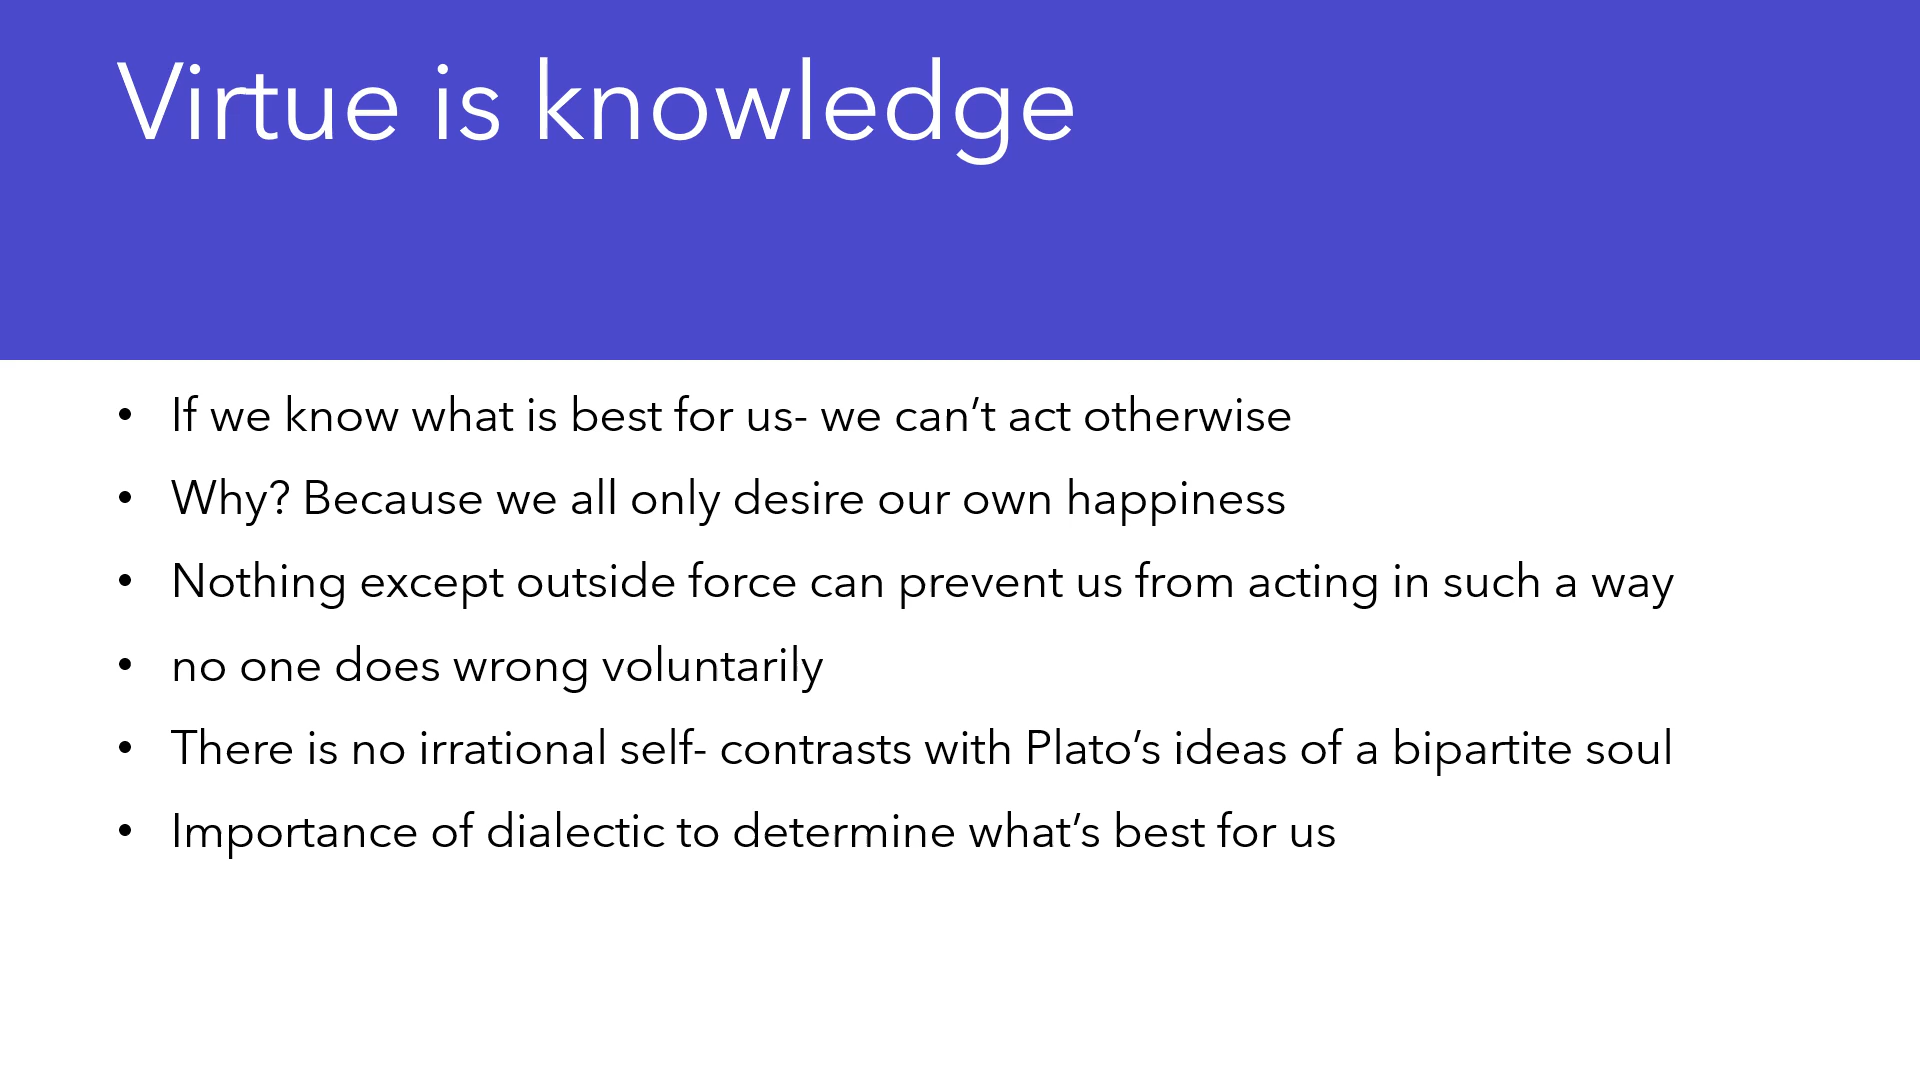 Virtue is knowledge
• If we know what is best for us- we can’t act otherwise
• Why? Because we all only desire our own happiness
• Nothing except outside force can prevent us from acting in such a way
• no one does wrong voluntarily
• There is no irrational self- contrasts with Plato’s ideas of a bipartite soul
• Importance of dialectic to determine what’s best for us